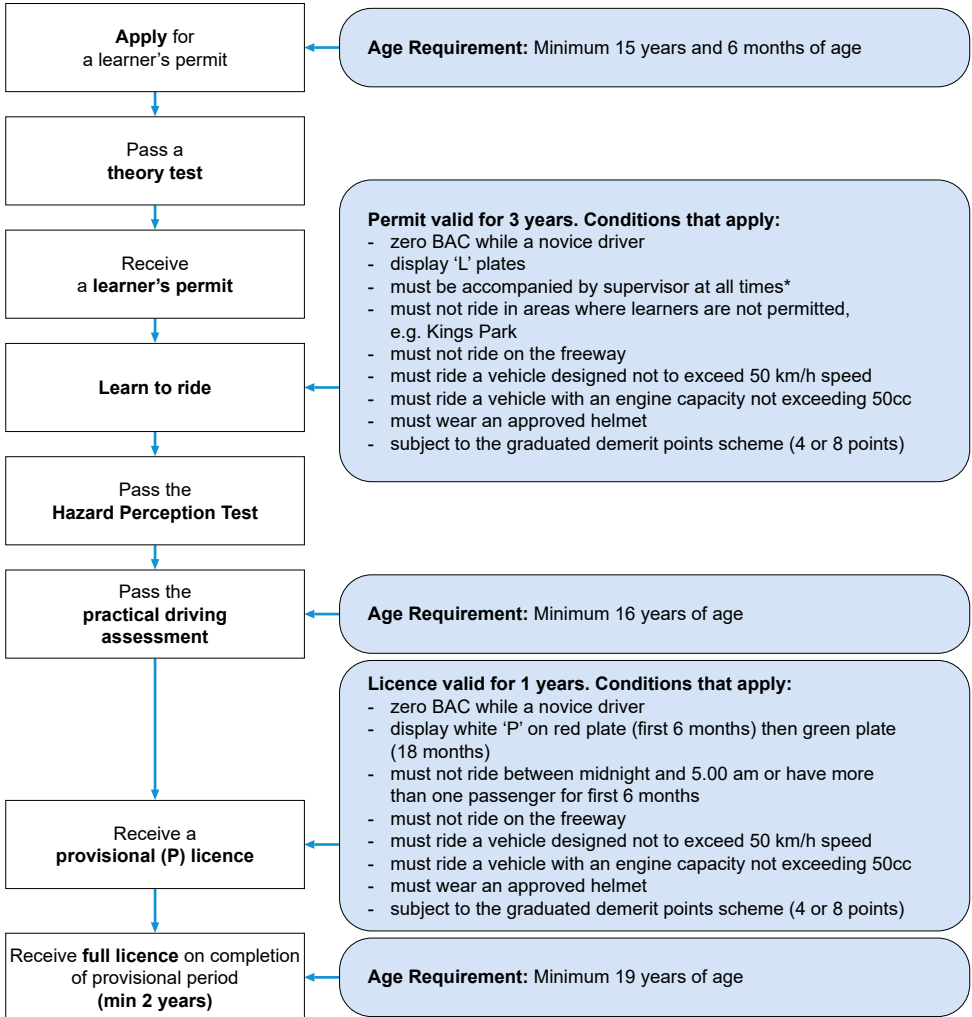 Apply for
a learner's permit
Age Requirement: Minimum 15 years and 6 months of age
Pass a
theory test
Receive
a learner's permit
Permit valid for 3 years. Conditions that apply:
- zero BAC while a novice driver
- display ‘L’ plates
- must be accompanied by supervisor at all times*
- must not ride in areas where learners are not permitted,
e.g. Kings Park
- must not ride on the freeway
- must ride a vehicle designed not to exceed 50 km/h speed
- must ride a vehicle with an engine capacity not exceeding 50cc
- must wear an approved helmet
- subject to the graduated demerit points scheme (4 or 8 points)
Learn to ride
Pass the
Hazard Perception Test
Pass the
practical driving
assessment
Age Requirement: Minimum 16 years of age
Licence valid for 1 years. Conditions that apply:
- zero BAC while a novice driver
- display white ‘P’ on red plate (first 6 months) then green plate
(18 months)
- must not ride between midnight and 5.00 am or have more
than one passenger for first 6 months
- must not ride on the freeway
- must ride a vehicle designed not to exceed 50 km/h speed
- must ride a vehicle with an engine capacity not exceeding 50cc
- must wear an approved helmet
- subject to the graduated demerit points scheme (4 or 8 points)
Receive a
provisional (P) licence
Receive full licence on completion
of provisional period
(min 2 years)
Age Requirement: Minimum 19 years of age